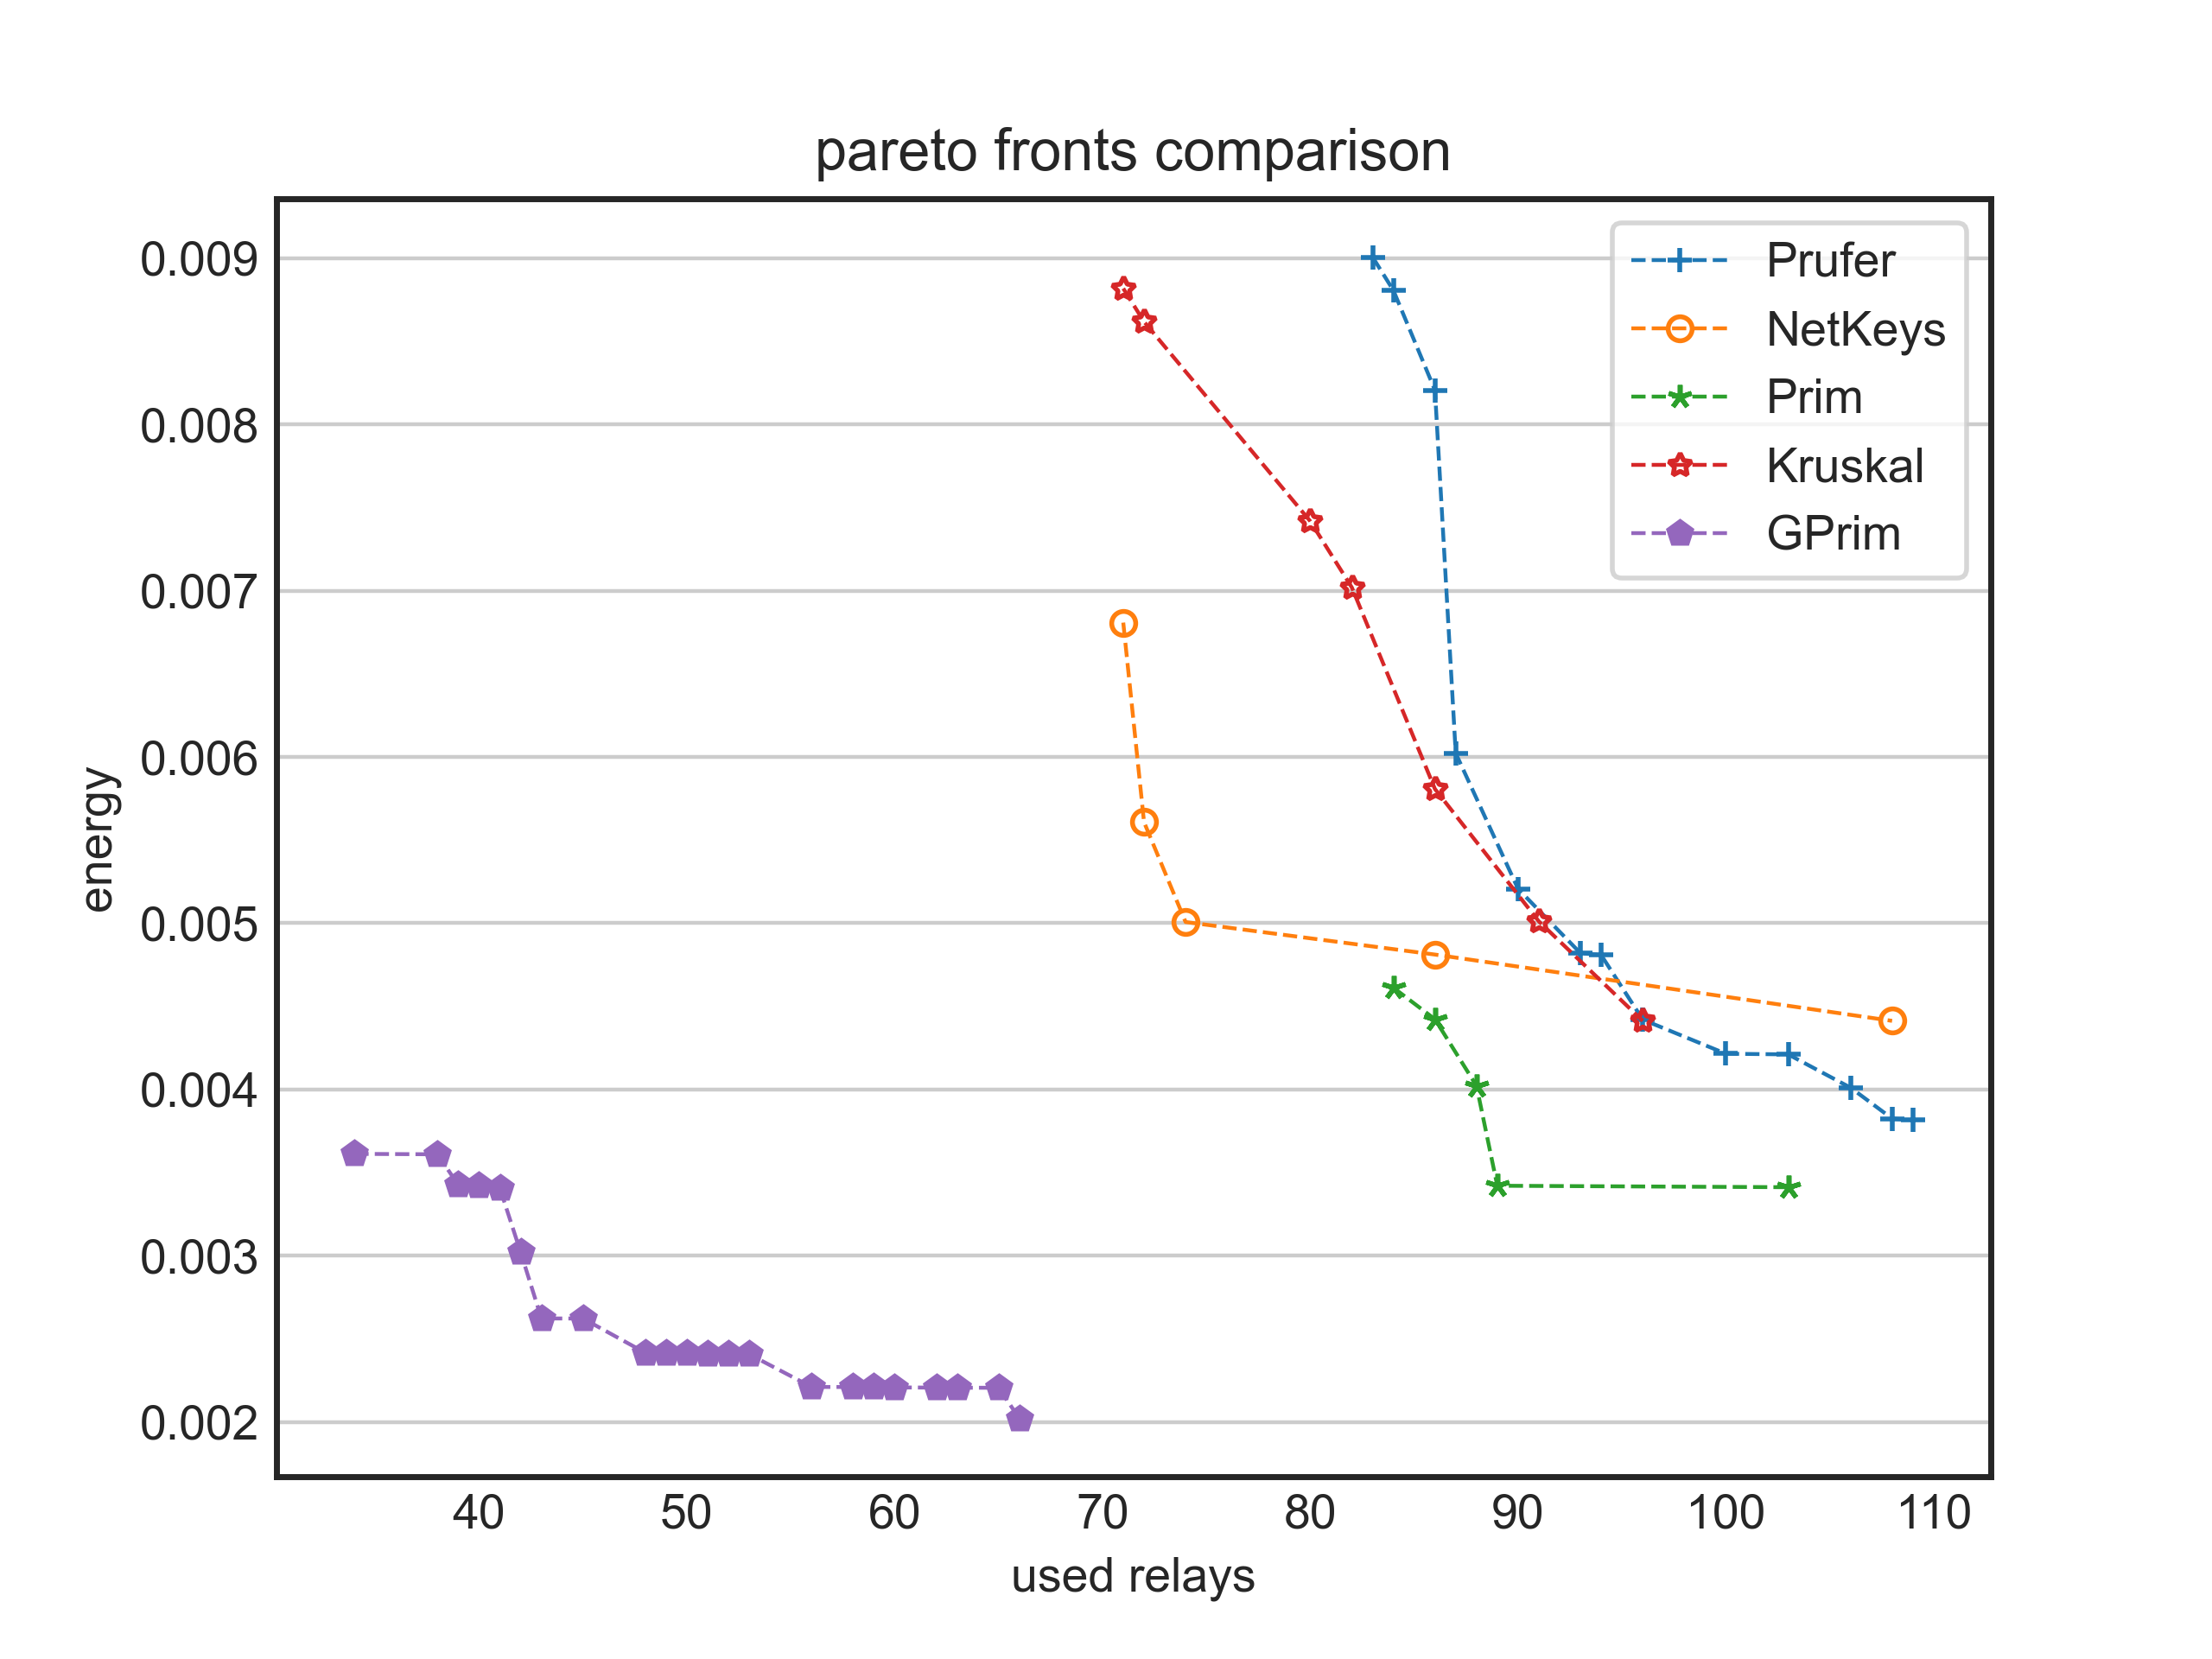 pareto fronts comparison
0.009
0.008
0.007
0.006
0.005
0.004
0.003
0.002
energy
Prufer
NetKeys
Prim
Kruskal
GPrim
40 50 60 70 80 90 100 110
used relays